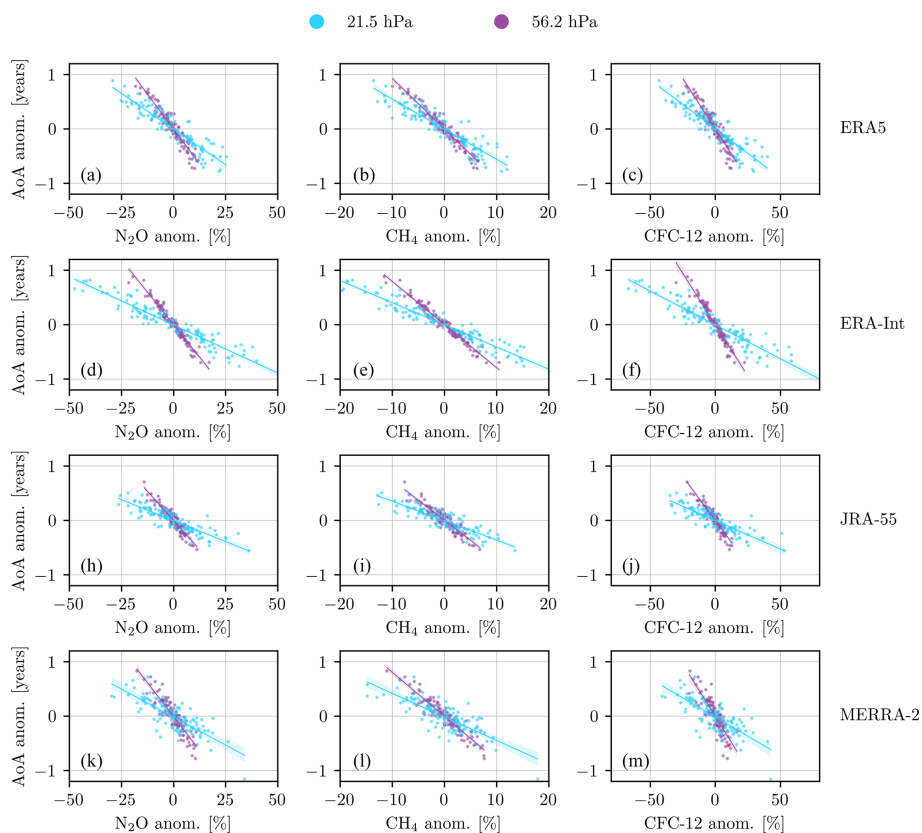 21.5 hPa 56.2 hPa
AoA anom. [years]
1
0
−1
(a) (b) (c)
ERA5
−50 −25 0 25 50 −20 −10 0 10 20 −50 0 50
N₂O anom. [%] CH₄ anom. [%] CFC-12 anom. [%]
AoA anom. [years]
1
0
−1
(d) (e) (f)
ERA-Int
−50 −25 0 25 50 −20 −10 0 10 20 −50 0 50
N₂O anom. [%] CH₄ anom. [%] CFC-12 anom. [%]
AoA anom. [years]
1
0
−1
(h) (i) (j)
JRA-55
−50 −25 0 25 50 −20 −10 0 10 20 −50 0 50
N₂O anom. [%] CH₄ anom. [%] CFC-12 anom. [%]
AoA anom. [years]
1
0
−1
(k) (l) (m)
MERRA-2
−50 −25 0 25 50 −20 −10 0 10 20 −50 0 50
N₂O anom. [%] CH₄ anom. [%] CFC-12 anom. [%]